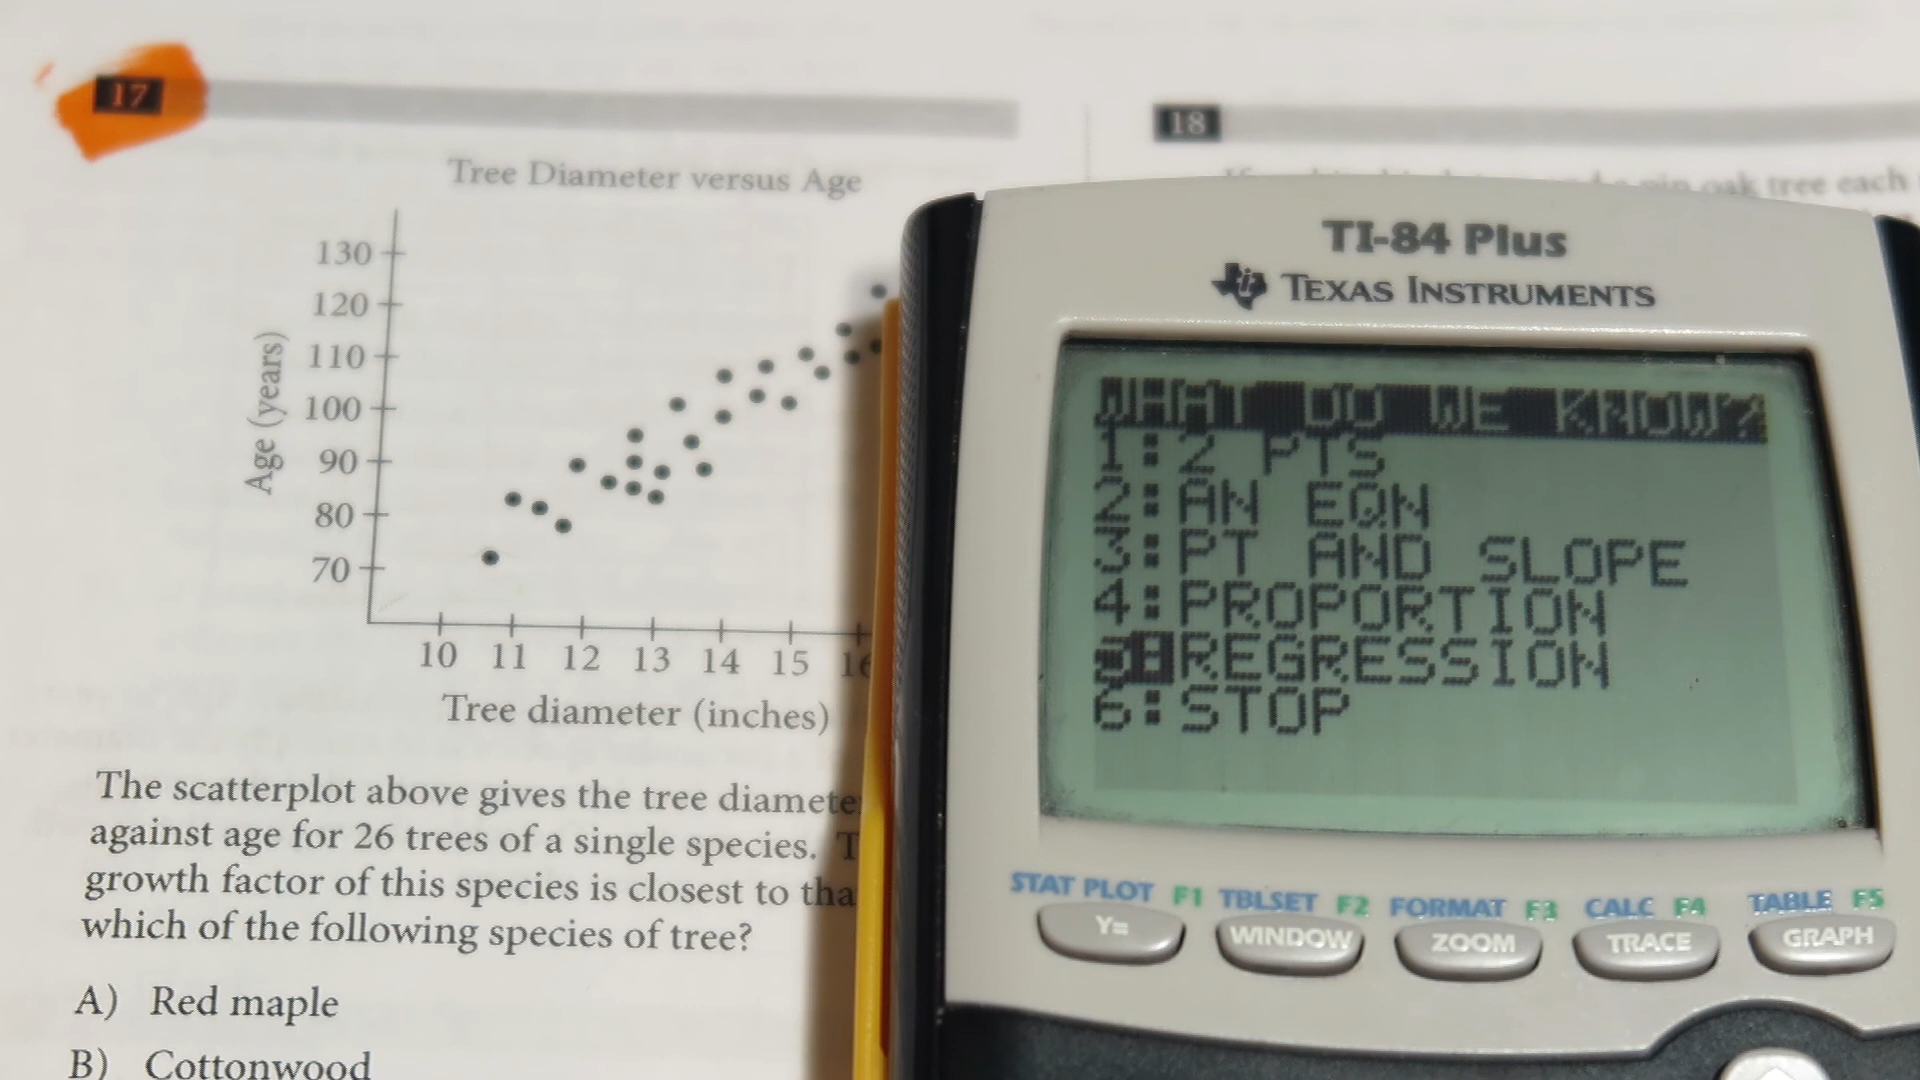 17
Tree Diameter versus Age
Age (years)
130
120
110
100
90
80
70
10 11 12 13 14 15 16
Tree diameter (inches)
The scatterplot above gives the tree
against age for 26 trees of a single species.
growth factor of this species is closest to
which of the following species of tree?
A) Red maple
B) Cottonwood
18
oak tree each
TI-84 Plus
TEXAS INSTRUMENTS
WHAT DO WE KNOW?
1:2 PTS
2:AN EQN
3:PT AND SLOPE
4:PROPORTION
5:REGRESSION
6:STOP
STAT PLOT F1 TBLSET F2 FORMAT F3 CALC F4 TABLE F5
Y= WINDOW ZOOM TRACE GRAPH